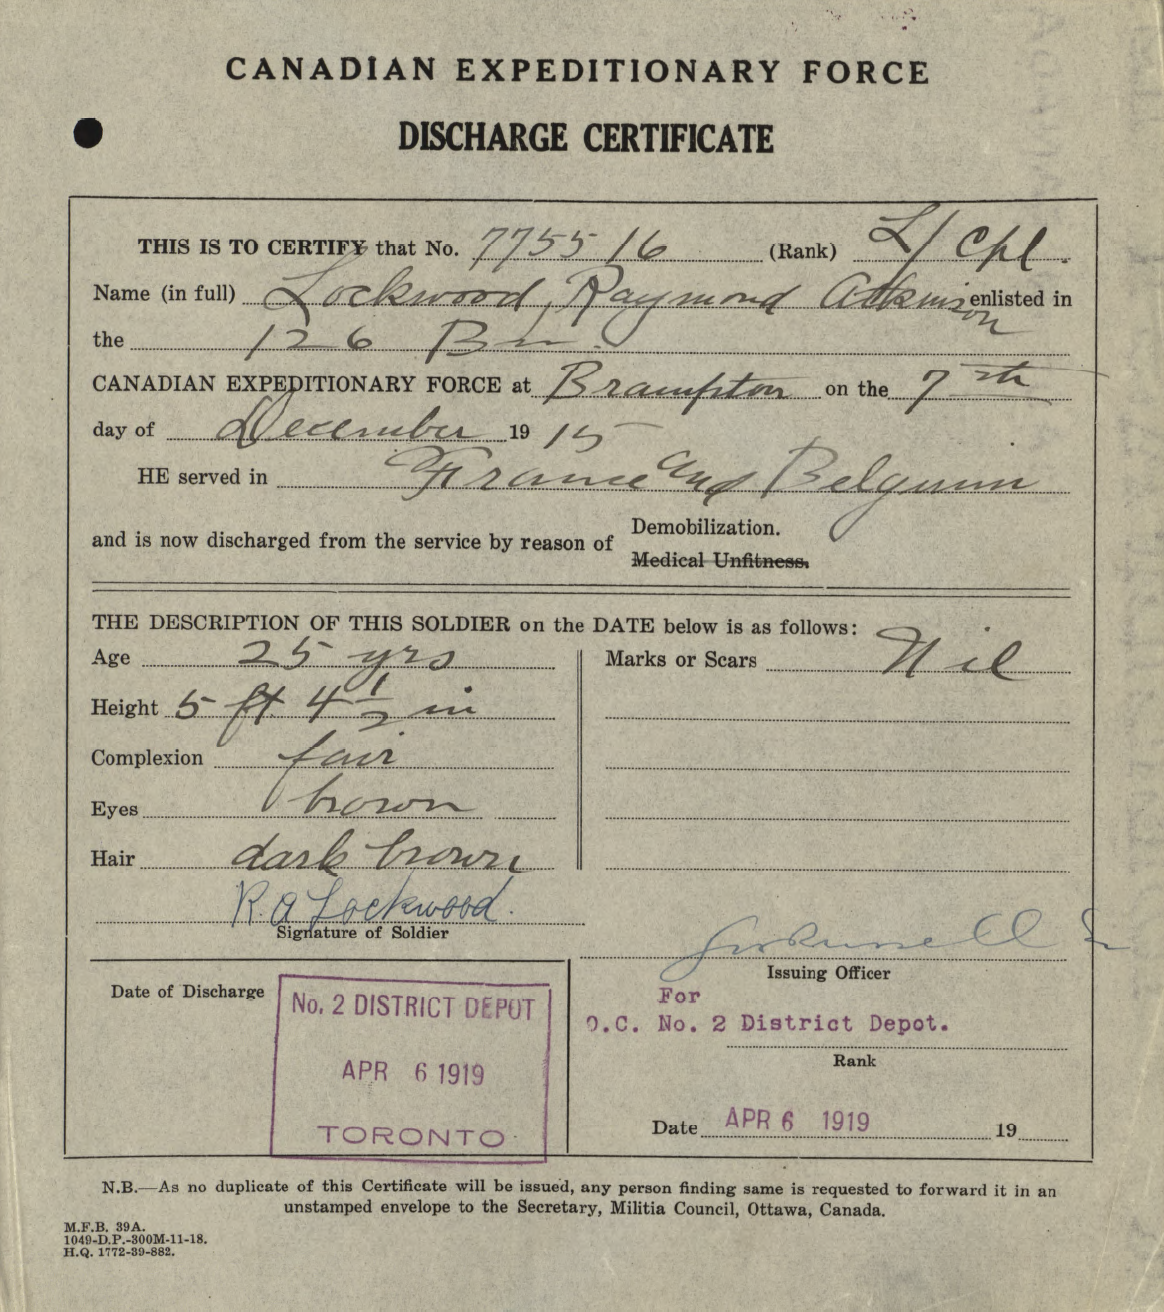 CANADIAN EXPEDITIONARY FORCE
DISCHARGE CERTIFICATE
THIS IS TO CERTIFY that No. 775516 (Rank) L/Cpl.
Name (in full) Lockwood, Raymond Atkinson enlisted in
the 126 Bn.
CANADIAN EXPEDITIONARY FORCE at Brampton on the 7th
day of December 1915
HE served in France and Belgium
and is now discharged from the service by reason of Demobilization.
Medical Unfitness.
THE DESCRIPTION OF THIS SOLDIER on the DATE below is as follows:
Age 25 yrs
Height 5 ft 4 1/2 in
Complexion fair
Eyes brown
Hair dark brown
Marks or Scars Nil
R. A Lockwood.
Signature of Soldier
Issuing Officer
For
O.C. No. 2 District Depot.
Rank
Date APR 6 1919 19
Date of Discharge
No. 2 DISTRICT DEPOT
APR 6 1919
TORONTO
N.B.—As no duplicate of this Certificate will be issued, any person finding same is requested to forward it in an
unstamped envelope to the Secretary, Militia Council, Ottawa, Canada.
M.F.B. 39A.
1049-D.P.-300M-11-18.
H.Q. 1772-39-882.